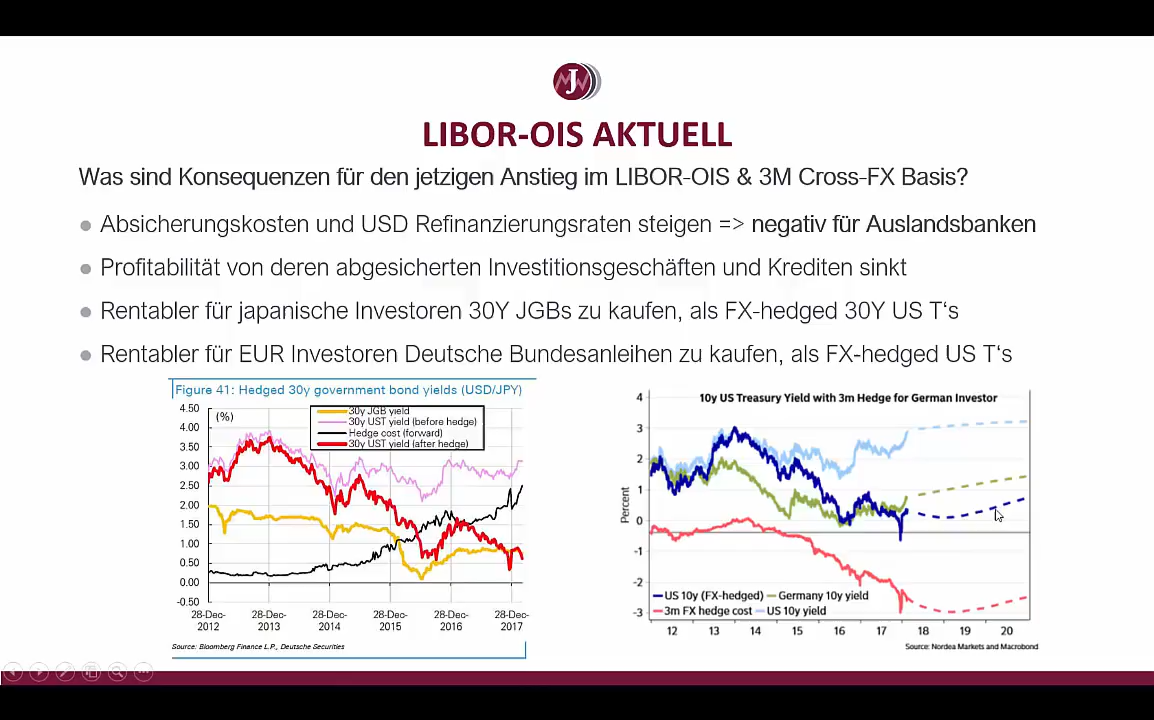 J
LIBOR-OIS AKTUELL
Was sind Konsequenzen für den jetzigen Anstieg im LIBOR-OIS & 3M Cross-FX Basis?
Absicherungskosten und USD Refinanzierungsraten steigen => negativ für Auslandsbanken
Profitabilität von deren abgesicherten Investitionsgeschäften und Krediten sinkt
Rentabler für japanische Investoren 30Y JGBs zu kaufen, als FX-hedged 30Y US T‘s
Rentabler für EUR Investoren Deutsche Bundesanleihen zu kaufen, als FX-hedged US T‘s
Figure 41: Hedged 30y government bond yields (USD/JPY)
(%)
30y JGB yield
30y UST yield (before hedge)
Hedge cost (forward)
30y UST yield (after hedge)
4.50
4.00
3.50
3.00
2.50
2.00
1.50
1.00
0.50
0.00
-0.50
28-Dec-2012
28-Dec-2013
28-Dec-2014
28-Dec-2015
28-Dec-2016
28-Dec-2017
Source: Bloomberg Finance L.P., Deutsche Securities
10y US Treasury Yield with 3m Hedge for German Investor
Percent
4
3
2
1
0
-1
-2
-3
US 10y (FX-hedged) Germany 10y yield
3m FX hedge cost US 10y yield
12 13 14 15 16 17 18 19 20
Source: Nordea Markets and Macrobond